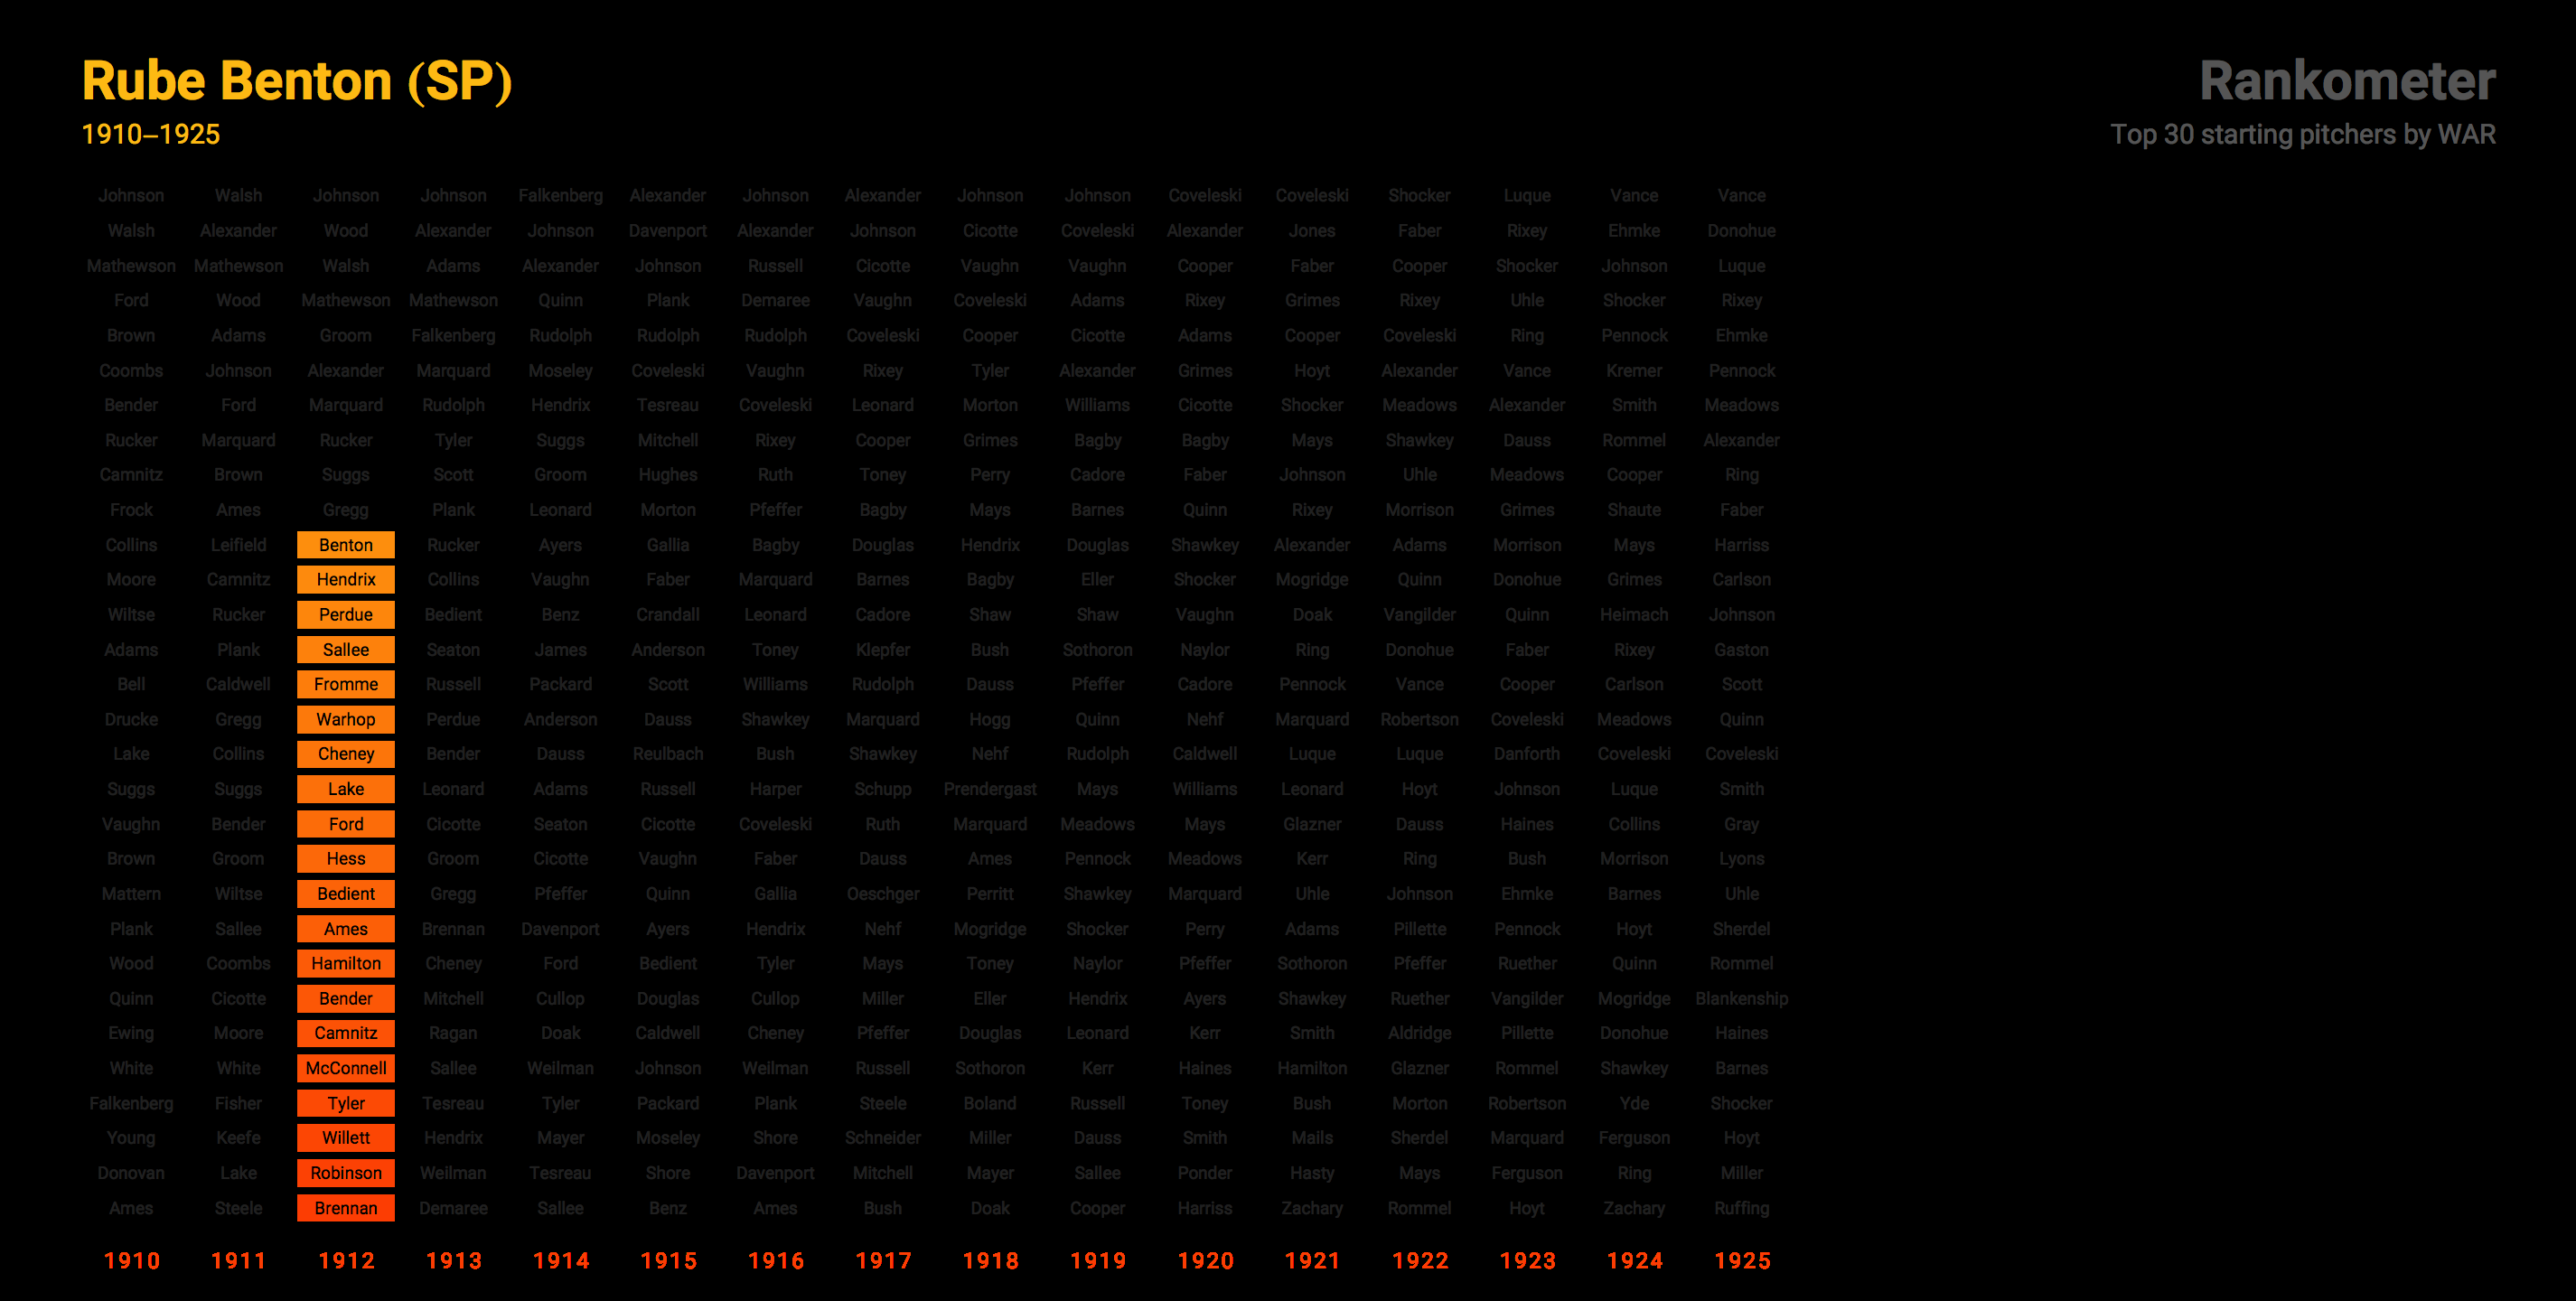 Rube Benton (SP)
1910–1925
Rankometer
Top 30 starting pitchers by WAR
Johnson Walsh Johnson Johnson Falkenberg Alexander Johnson Alexander Johnson Johnson Coveleski Coveleski Shocker Luque Vance Vance
Walsh Alexander Wood Alexander Johnson Davenport Alexander Johnson Cicotte Coveleski Alexander Jones Faber Rixey Ehmke Donohue
Mathewson Mathewson Walsh Adams Alexander Johnson Russell Cicotte Vaughn Vaughn Cooper Faber Cooper Shocker Johnson Luque
Ford Wood Mathewson Mathewson Quinn Plank Demaree Vaughn Coveleski Adams Rixey Grimes Rixey Uhle Shocker Rixey
Brown Adams Groom Falkenberg Rudolph Rudolph Rudolph Coveleski Cooper Cicotte Adams Cooper Coveleski Ring Pennock Ehmke
Coombs Johnson Alexander Marquard Moseley Coveleski Vaughn Rixey Tyler Alexander Grimes Hoyt Alexander Vance Kremer Pennock
Bender Ford Marquard Rudolph Hendrix Tesreau Coveleski Leonard Morton Williams Cicotte Shocker Meadows Alexander Smith Meadows
Rucker Marquard Rucker Tyler Suggs Mitchell Rixey Cooper Grimes Bagby Bagby Mays Shawkey Dauss Rommel Alexander
Camnitz Brown Suggs Scott Groom Hughes Ruth Toney Perry Cadore Faber Johnson Uhle Meadows Cooper Ring
Frock Ames Gregg Plank Leonard Morton Pfeffer Bagby Mays Barnes Quinn Rixey Morrison Grimes Shaute Faber
Collins Leifield Benton Rucker Ayers Gallia Bagby Douglas Hendrix Douglas Shawkey Alexander Adams Morrison Mays Harriss
Moore Camnitz Hendrix Collins Vaughn Faber Marquard Barnes Bagby Eller Shocker Mogridge Quinn Donohue Grimes Carlson
Wiltse Rucker Perdue Bedient Benz Crandall Leonard Cadore Shaw Shaw Vaughn Doak Vangilder Quinn Heimach Johnson
Adams Plank Sallee Seaton James Anderson Toney Klepfer Bush Sothoron Naylor Ring Donohue Faber Rixey Gaston
Bell Caldwell Fromme Russell Packard Scott Williams Rudolph Dauss Pfeffer Cadore Pennock Vance Cooper Carlson Scott
Drucke Gregg Warhop Perdue Anderson Dauss Shawkey Marquard Hogg Quinn Nehf Marquard Robertson Coveleski Meadows Quinn
Lake Collins Cheney Bender Dauss Reulbach Bush Shawkey Nehf Rudolph Caldwell Luque Luque Danforth Coveleski Coveleski
Suggs Suggs Lake Leonard Adams Russell Harper Schupp Prendergast Mays Williams Leonard Hoyt Johnson Luque Smith
Vaughn Bender Ford Cicotte Seaton Cicotte Coveleski Ruth Marquard Meadows Mays Glazner Dauss Haines Collins Gray
Brown Groom Hess Groom Cicotte Vaughn Faber Dauss Ames Pennock Meadows Kerr Ring Bush Morrison Lyons
Mattern Wiltse Bedient Gregg Pfeffer Quinn Gallia Oeschger Perritt Shawkey Marquard Uhle Johnson Ehmke Barnes Uhle
Plank Sallee Ames Brennan Davenport Ayers Hendrix Nehf Mogridge Shocker Perry Adams Pillette Pennock Hoyt Sherdel
Wood Coombs Hamilton Cheney Ford Bedient Tyler Mays Toney Naylor Pfeffer Sothoron Pfeffer Ruether Quinn Rommel
Quinn Cicotte Bender Mitchell Cullop Douglas Cullop Miller Eller Hendrix Ayers Shawkey Ruether Vangilder Mogridge Blankenship
Ewing Moore Camnitz Ragan Doak Caldwell Cheney Pfeffer Douglas Leonard Kerr Smith Aldridge Pillette Donohue Haines
White White McConnell Sallee Weilman Johnson Weilman Russell Sothoron Kerr Haines Hamilton Glazner Rommel Shawkey Barnes
Falkenberg Fisher Tyler Tesreau Tyler Packard Plank Steele Boland Russell Toney Bush Morton Robertson Yde Shocker
Young Keefe Willett Hendrix Mayer Moseley Shore Schneider Miller Dauss Smith Mails Sherdel Marquard Ferguson Hoyt
Donovan Lake Robinson Weilman Tesreau Shore Davenport Mitchell Mayer Sallee Ponder Hasty Mays Ferguson Ring Miller
Ames Steele Brennan Demaree Sallee Benz Ames Bush Doak Cooper Harriss Zachary Rommel Hoyt Zachary Ruffing
1910 1911 1912 1913 1914 1915 1916 1917 1918 1919 1920 1921 1922 1923 1924 1925